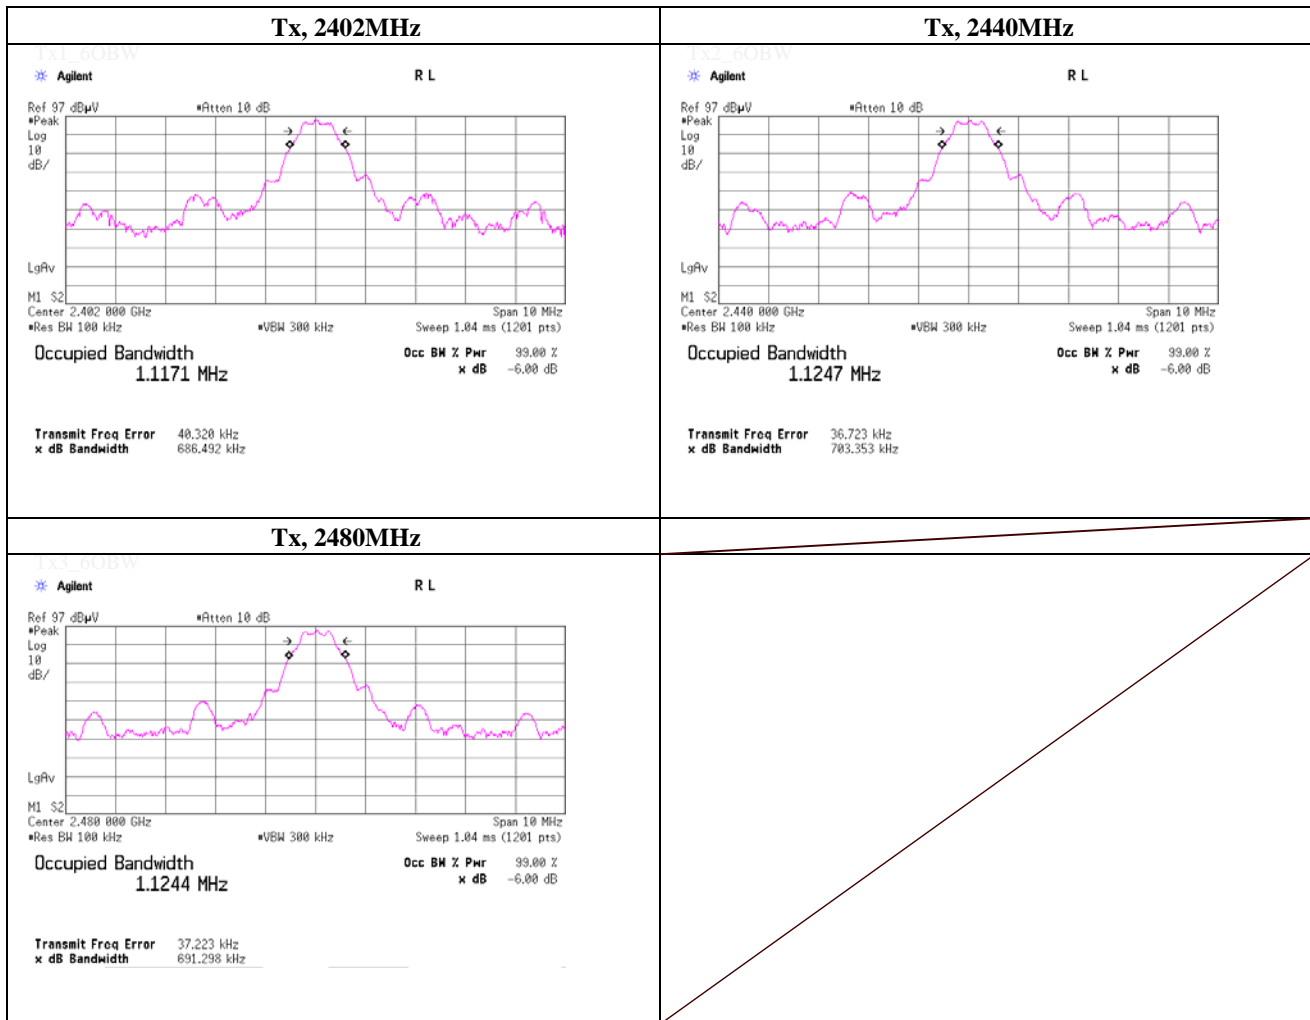 Tx, 2402MHz
Tx1_6OBW
Agilent
R L
Ref 97 dBµV
#Atten 10 dB
#Peak
Log
10
dB/
LgAv
M1 S2
Center 2.402 000 GHz
Span 10 MHz
#Res BW 100 kHz
#VBW 300 kHz
Sweep 1.04 ms (1201 pts)
Occupied Bandwidth
1.1171 MHz
Occ BW % Pwr 99.00 %
x dB -6.00 dB
Transmit Freq Error 40.320 kHz
x dB Bandwidth 686.492 kHz
Tx, 2440MHz
Tx2_6OBW
Agilent
R L
Ref 97 dBµV
#Atten 10 dB
#Peak
Log
10
dB/
LgAv
M1 S2
Center 2.440 000 GHz
Span 10 MHz
#Res BW 100 kHz
#VBW 300 kHz
Sweep 1.04 ms (1201 pts)
Occupied Bandwidth
1.1247 MHz
Occ BW % Pwr 99.00 %
x dB -6.00 dB
Transmit Freq Error 36.723 kHz
x dB Bandwidth 703.353 kHz
Tx, 2480MHz
Tx3_6OBW
Agilent
R L
Ref 97 dBµV
#Atten 10 dB
#Peak
Log
10
dB/
LgAv
M1 S2
Center 2.480 000 GHz
Span 10 MHz
#Res BW 100 kHz
#VBW 300 kHz
Sweep 1.04 ms (1201 pts)
Occupied Bandwidth
1.1244 MHz
Occ BW % Pwr 99.00 %
x dB -6.00 dB
Transmit Freq Error 37.223 kHz
x dB Bandwidth 691.298 kHz